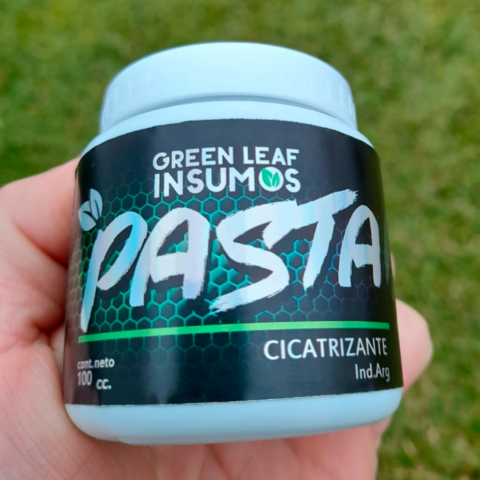 GREEN LEAF
INSUMOS
PASTA
CICATRIZANTE
Ind.Arg
cont.neto
100 cc.